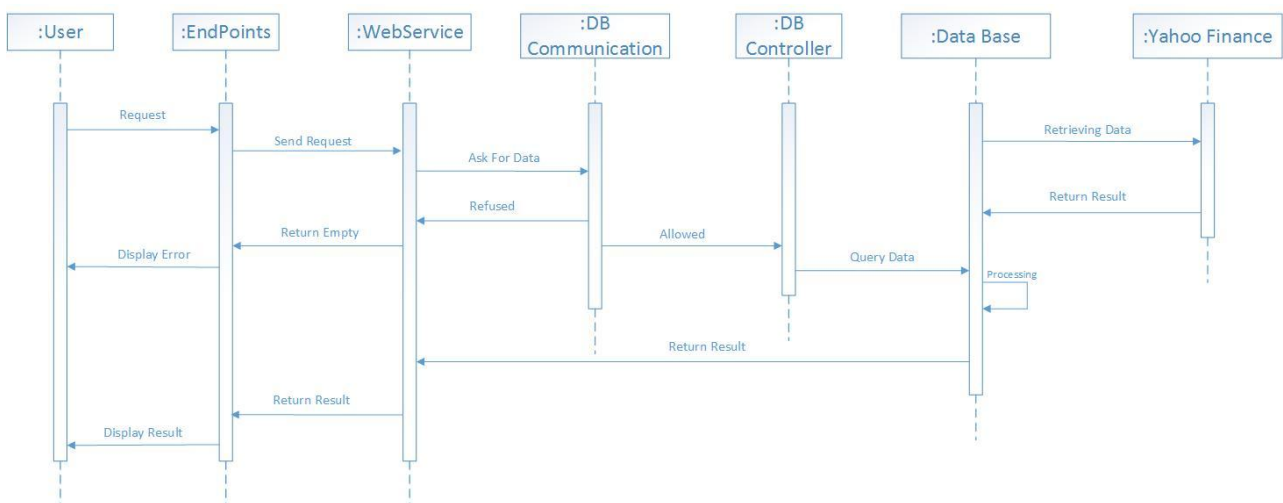 :User
:EndPoints
:WebService
:DB
Communication
:DB
Controller
:Data Base
:Yahoo Finance
Request
Send Request
Retrieving Data
Ask For Data
Return Result
Refused
Return Empty
Allowed
Display Error
Query Data
Processing
Return Result
Return Result
Display Result